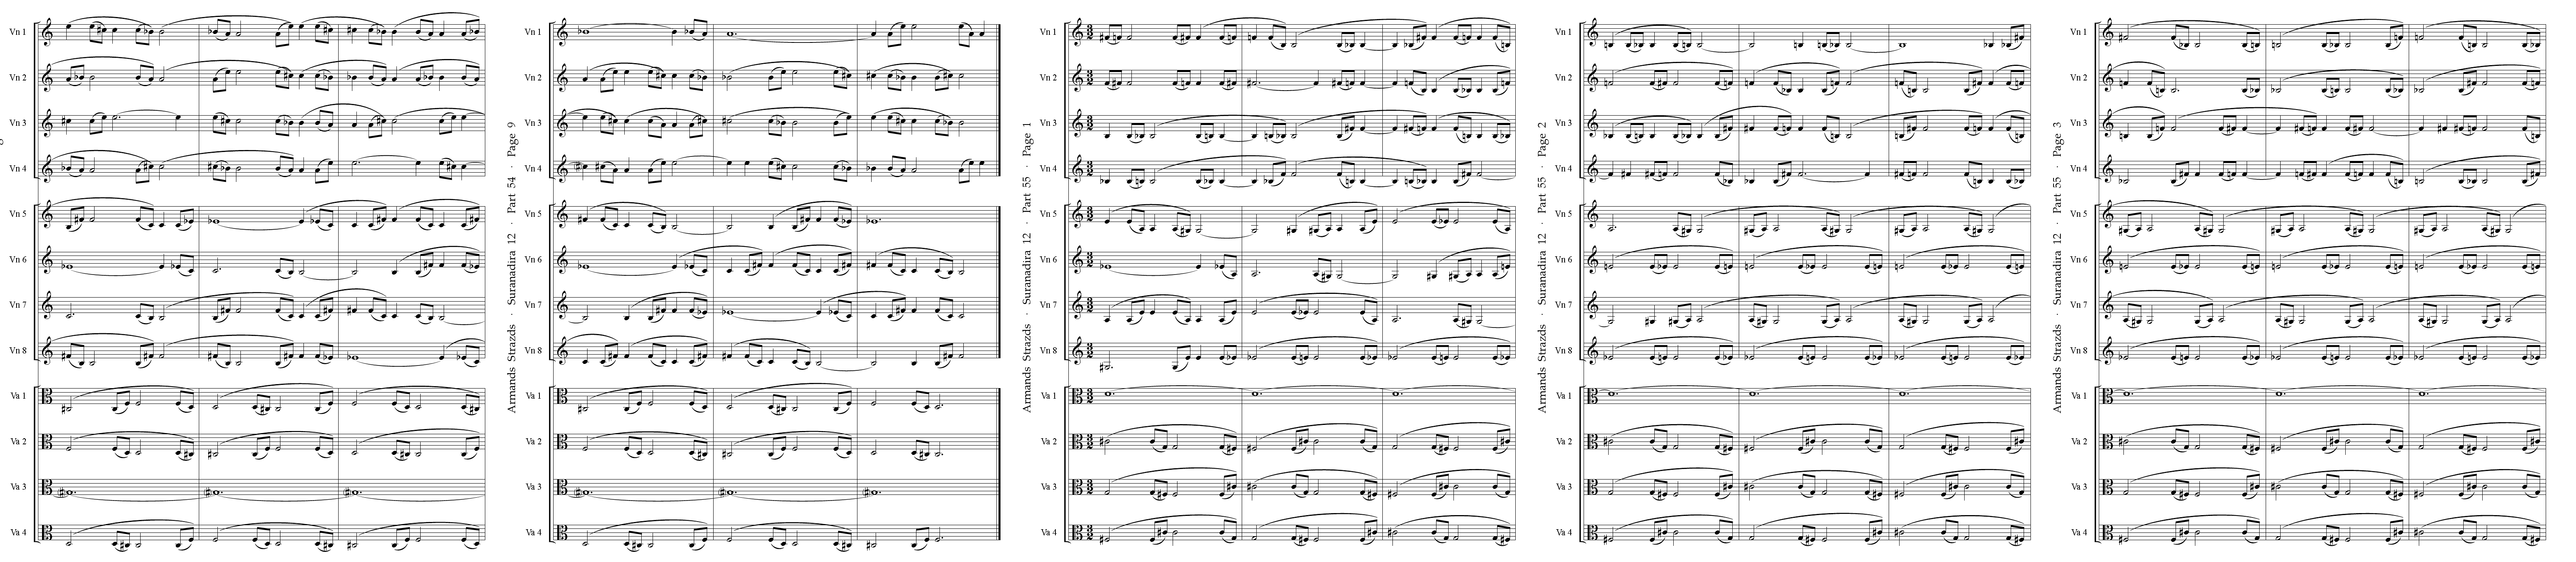 Vn 1
Vn 2
Vn 3
Vn 4
Vn 5
Vn 6
Vn 7
Vn 8
Va 1
Va 2
Va 3
Va 4
Armands Strazds · Suranadira 12 · Part 54 · Page 9
Vn 1
Vn 2
Vn 3
Vn 4
Vn 5
Vn 6
Vn 7
Vn 8
Va 1
Va 2
Va 3
Va 4
Armands Strazds · Suranadira 12 · Part 55 · Page 1
Vn 1
Vn 2
Vn 3
Vn 4
Vn 5
Vn 6
Vn 7
Vn 8
Va 1
Va 2
Va 3
Va 4
Armands Strazds · Suranadira 12 · Part 55 · Page 2
Vn 1
Vn 2
Vn 3
Vn 4
Vn 5
Vn 6
Vn 7
Vn 8
Va 1
Va 2
Va 3
Va 4
Armands Strazds · Suranadira 12 · Part 55 · Page 3
Vn 1
Vn 2
Vn 3
Vn 4
Vn 5
Vn 6
Vn 7
Vn 8
Va 1
Va 2
Va 3
Va 4